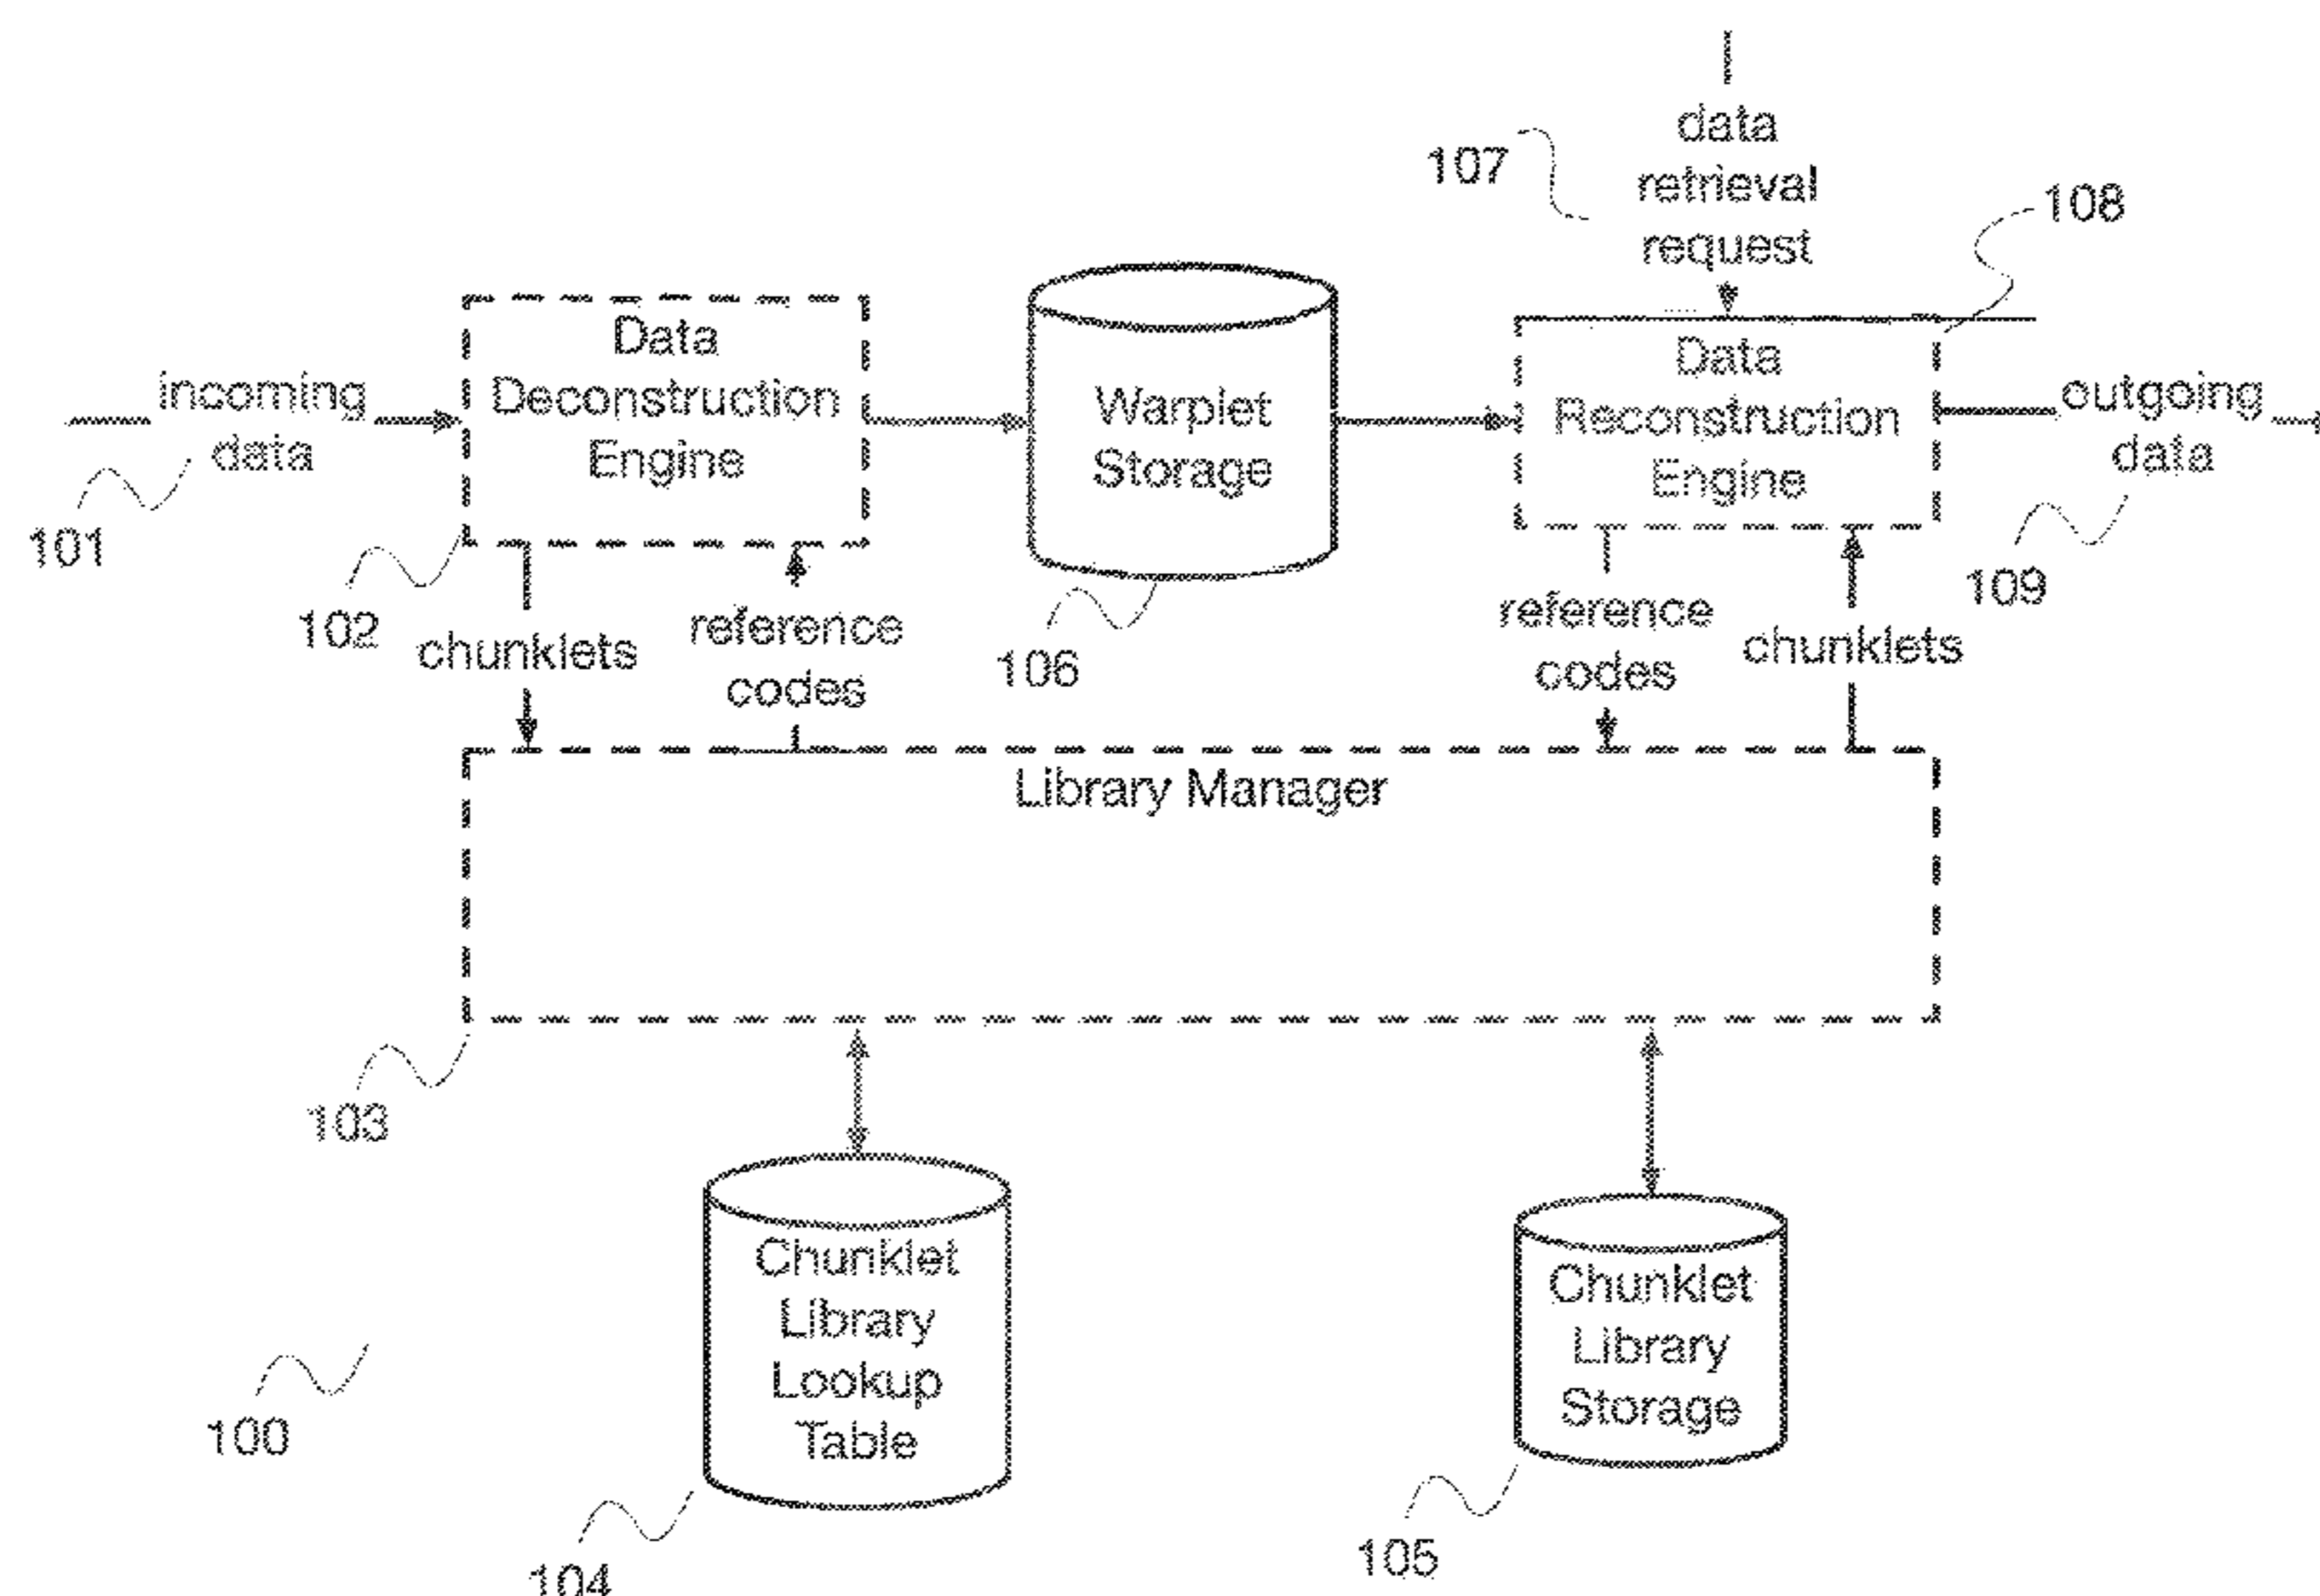 data
retrieval
request
107
108
incoming
data
101
Data
Deconstruction
Engine
102
Warplet
Storage
106
Data
Reconstruction
Engine
outgoing
data
109
chunklets
reference
codes
reference
codes
chunklets
Library Manager
103
Chunklet
Library
Lookup
Table
104
Chunklet
Library
Storage
105
100